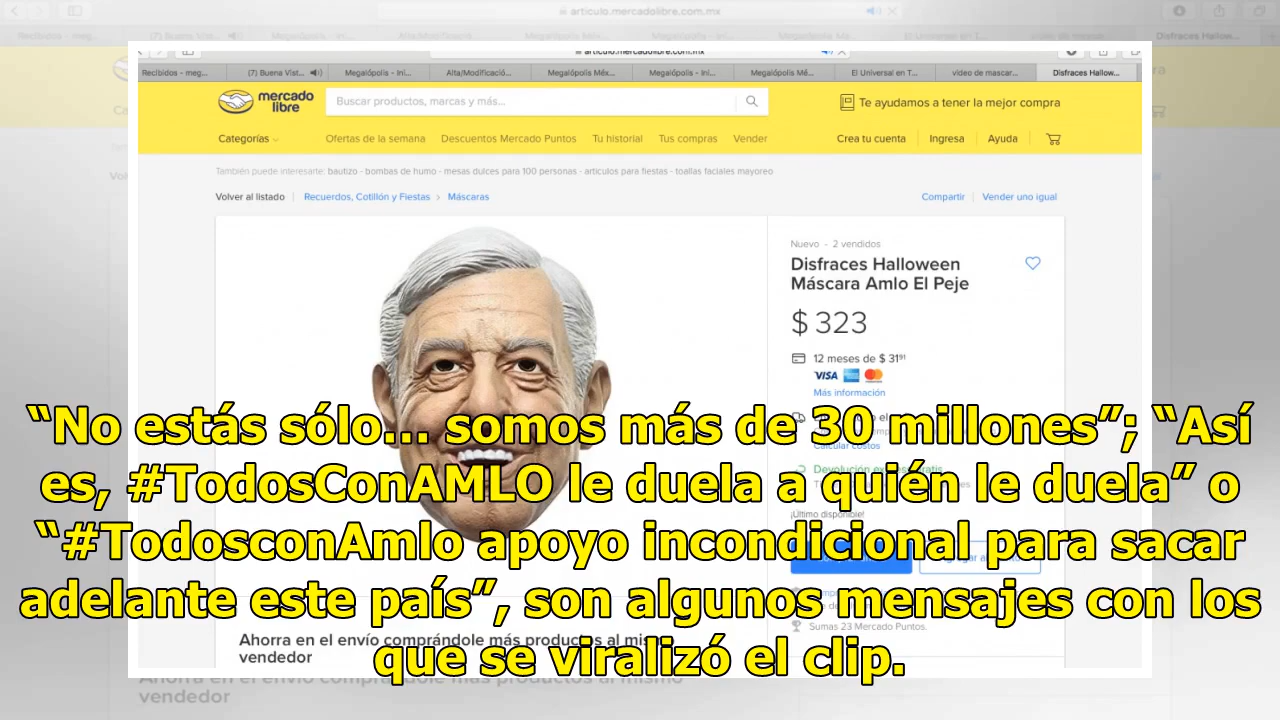 articulo.mercadolibre.com.mx
Recibidos - meg...
(7) Buena Vist...
Megalópolis - Ini...
Alta/Modificació...
Megalópolis Méx...
Megalópolis - Ini...
Megalópolis Mé...
El Universal en T...
video de mascar...
Disfraces Hallow...
mercado
libre
Buscar productos, marcas y más...
Te ayudamos a tener la mejor compra
Categorías
Ofertas de la semana
Descuentos Mercado Puntos
Tu historial
Tus compras
Vender
Crea tu cuenta
Ingresa
Ayuda
También puede interesarte: bautizo - bombas de humo - mesas dulces para 100 personas - articulos para fiestas - toallas faciales mayoreo
Volver al listado
Recuerdos, Cotillón y Fiestas > Máscaras
Compartir
Vender uno igual
Nuevo - 2 vendidos
Disfraces Halloween
Máscara Amlo El Peje
$ 323
12 meses de $ 31⁹¹
VISA
Más información
Calcular costos
¡Último disponible!
Sumas 23 Mercado Puntos.
Ahorra en el envío comprándole más productos al mismo
vendedor
“No estás sólo... somos más de 30 millones”; “Así
es, #TodosConAMLO le duela a quién le duela” o
“#TodosconAmlo apoyo incondicional para sacar
adelante este país”, son algunos mensajes con los
que se viralizó el clip.